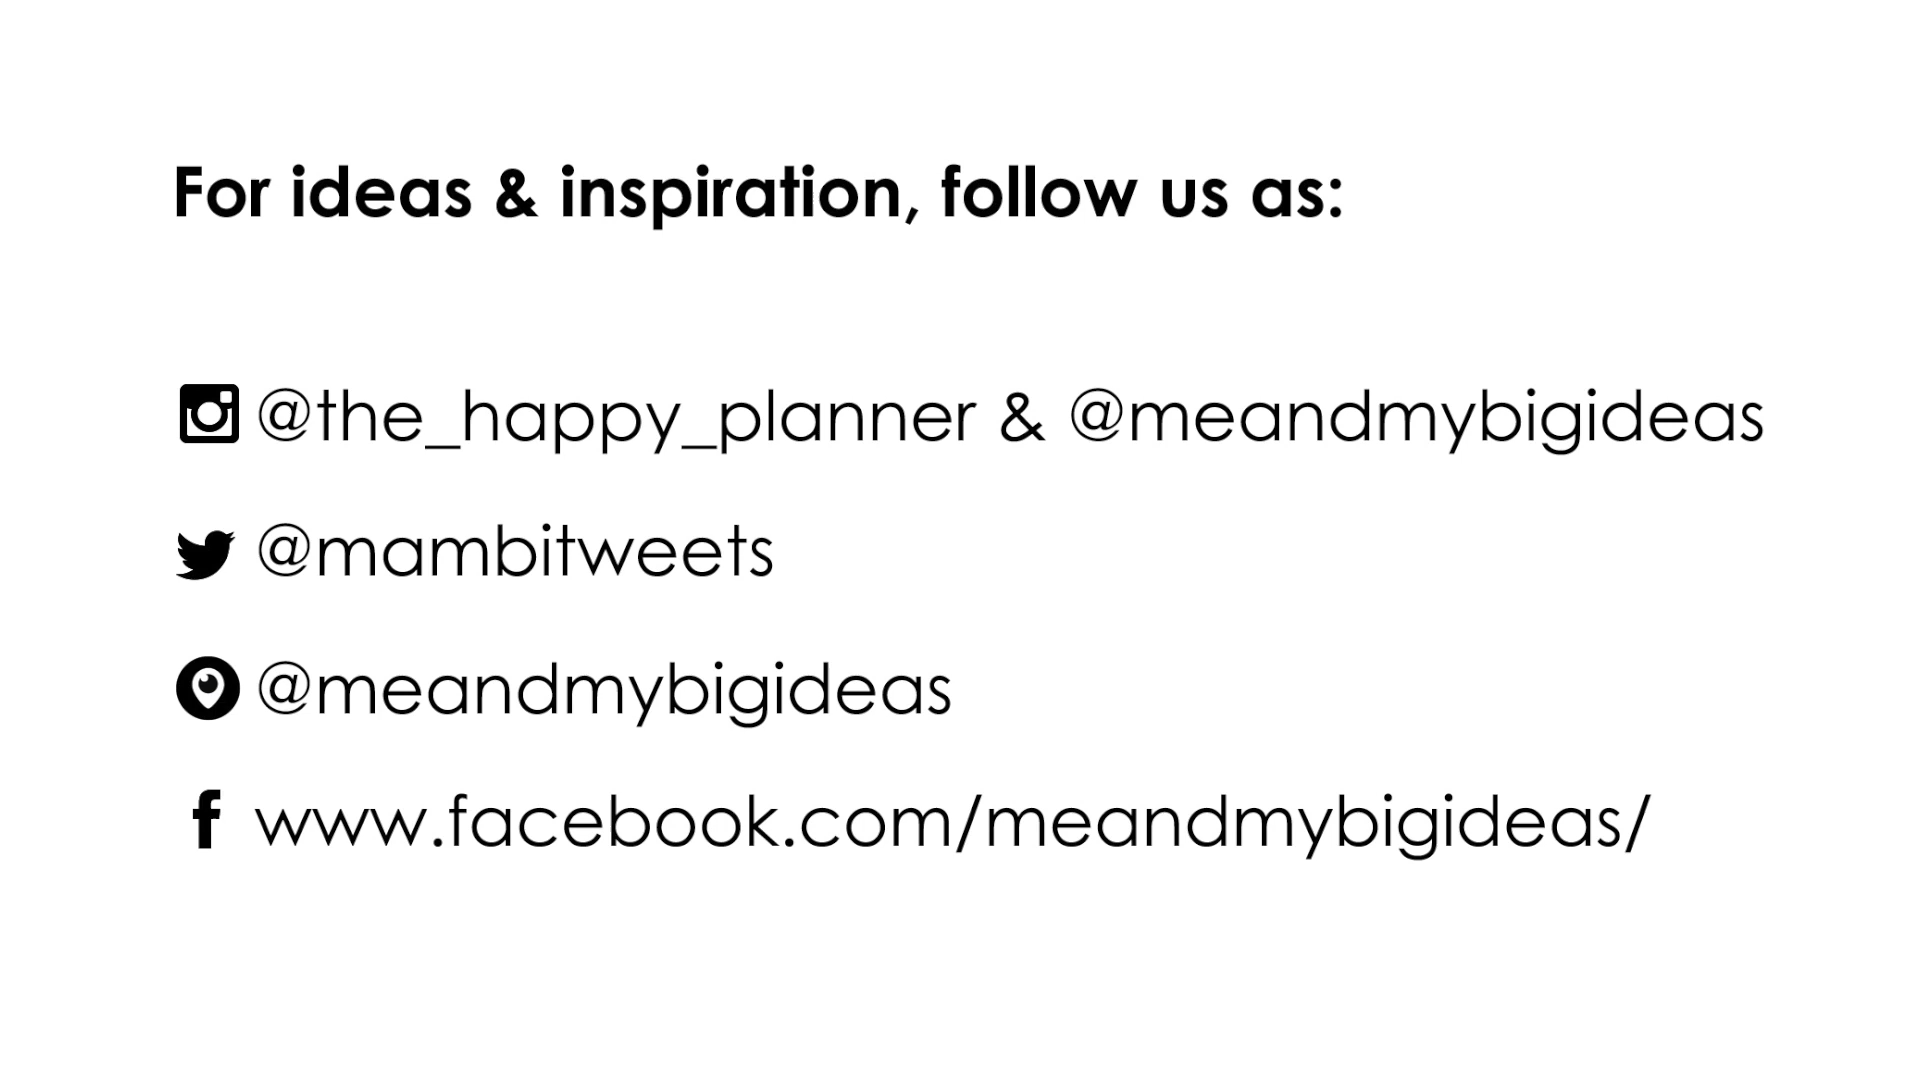 For ideas & inspiration, follow us as:
@the_happy_planner & @meandmybigideas
@mambitweets
@meandmybigideas
www.facebook.com/meandmybigideas/